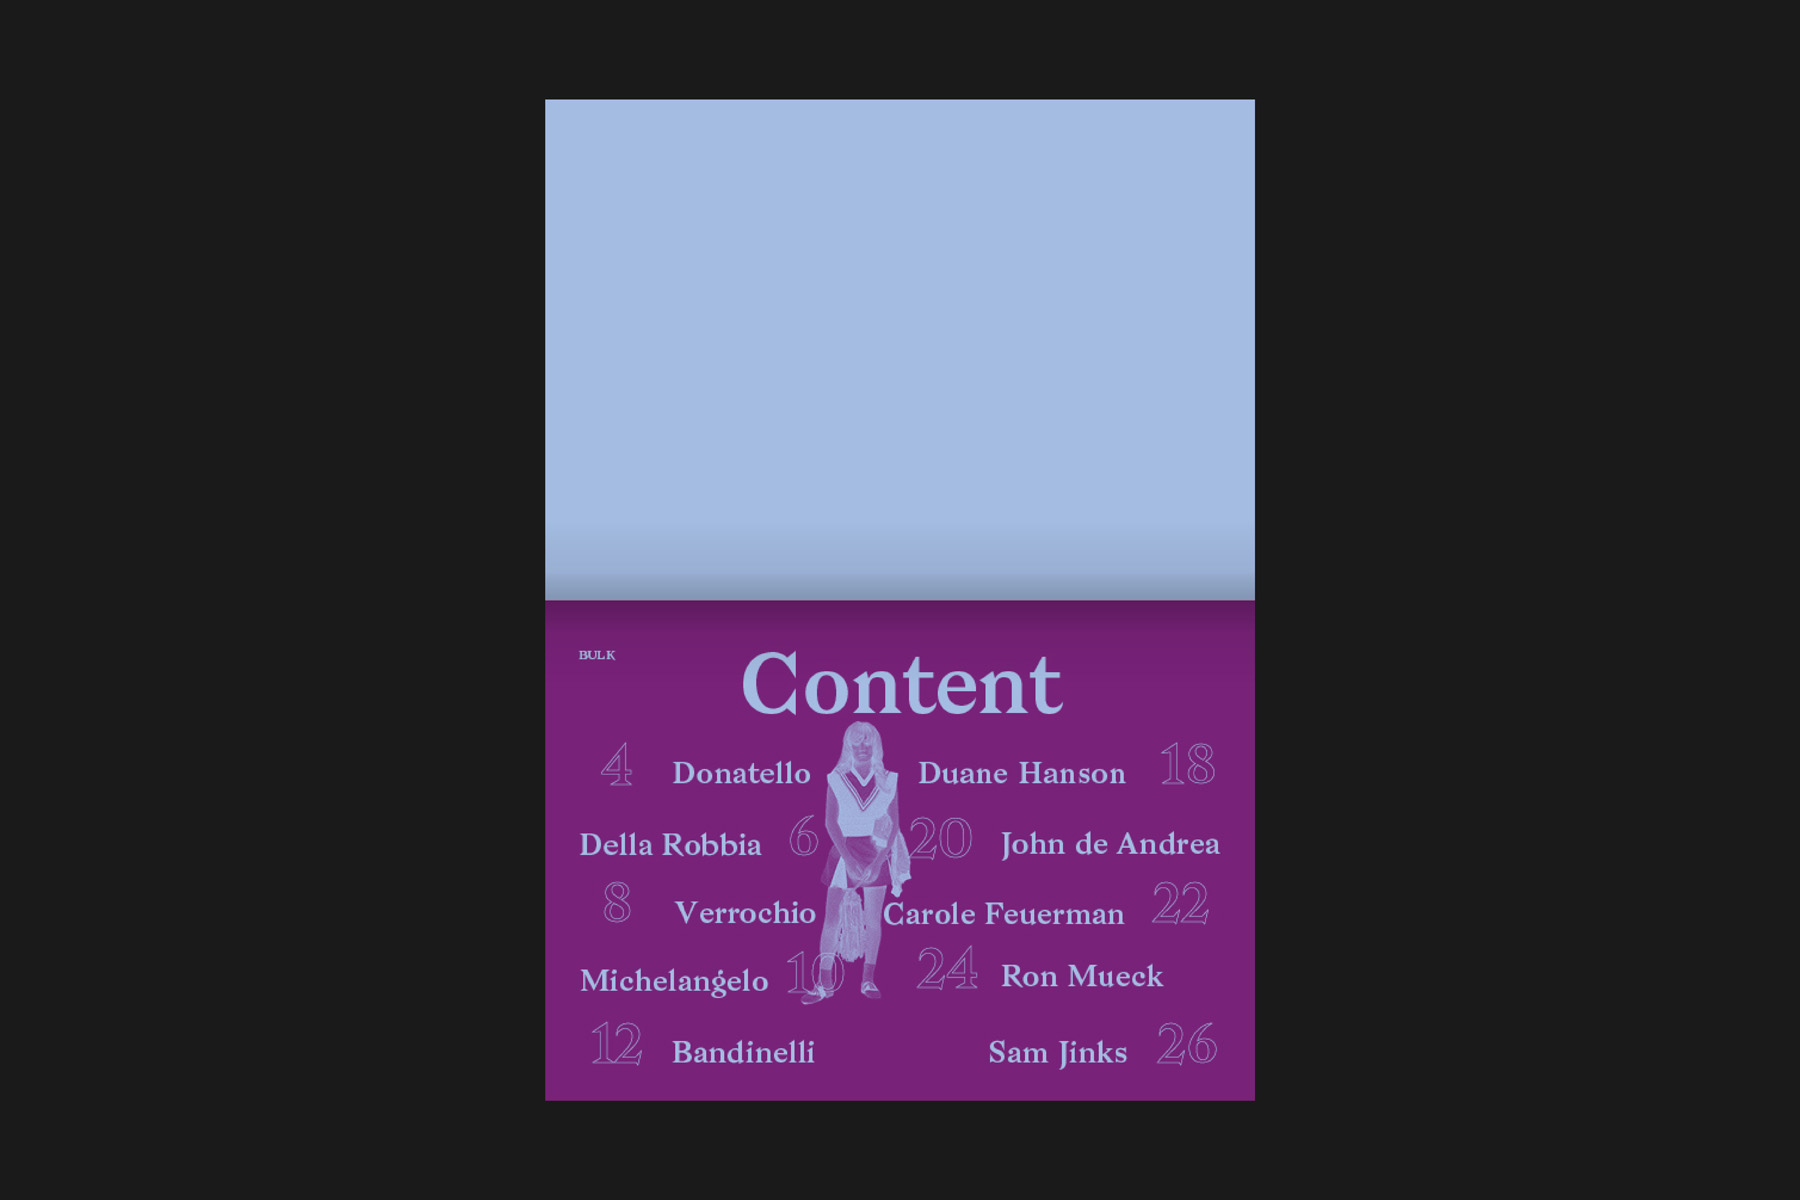 BULK
Content
4 Donatello
Duane Hanson 18
Della Robbia 6
20 John de Andrea
8 Verrochio
Carole Feuerman 22
Michelangelo 10
24 Ron Mueck
12 Bandinelli
Sam Jinks 26